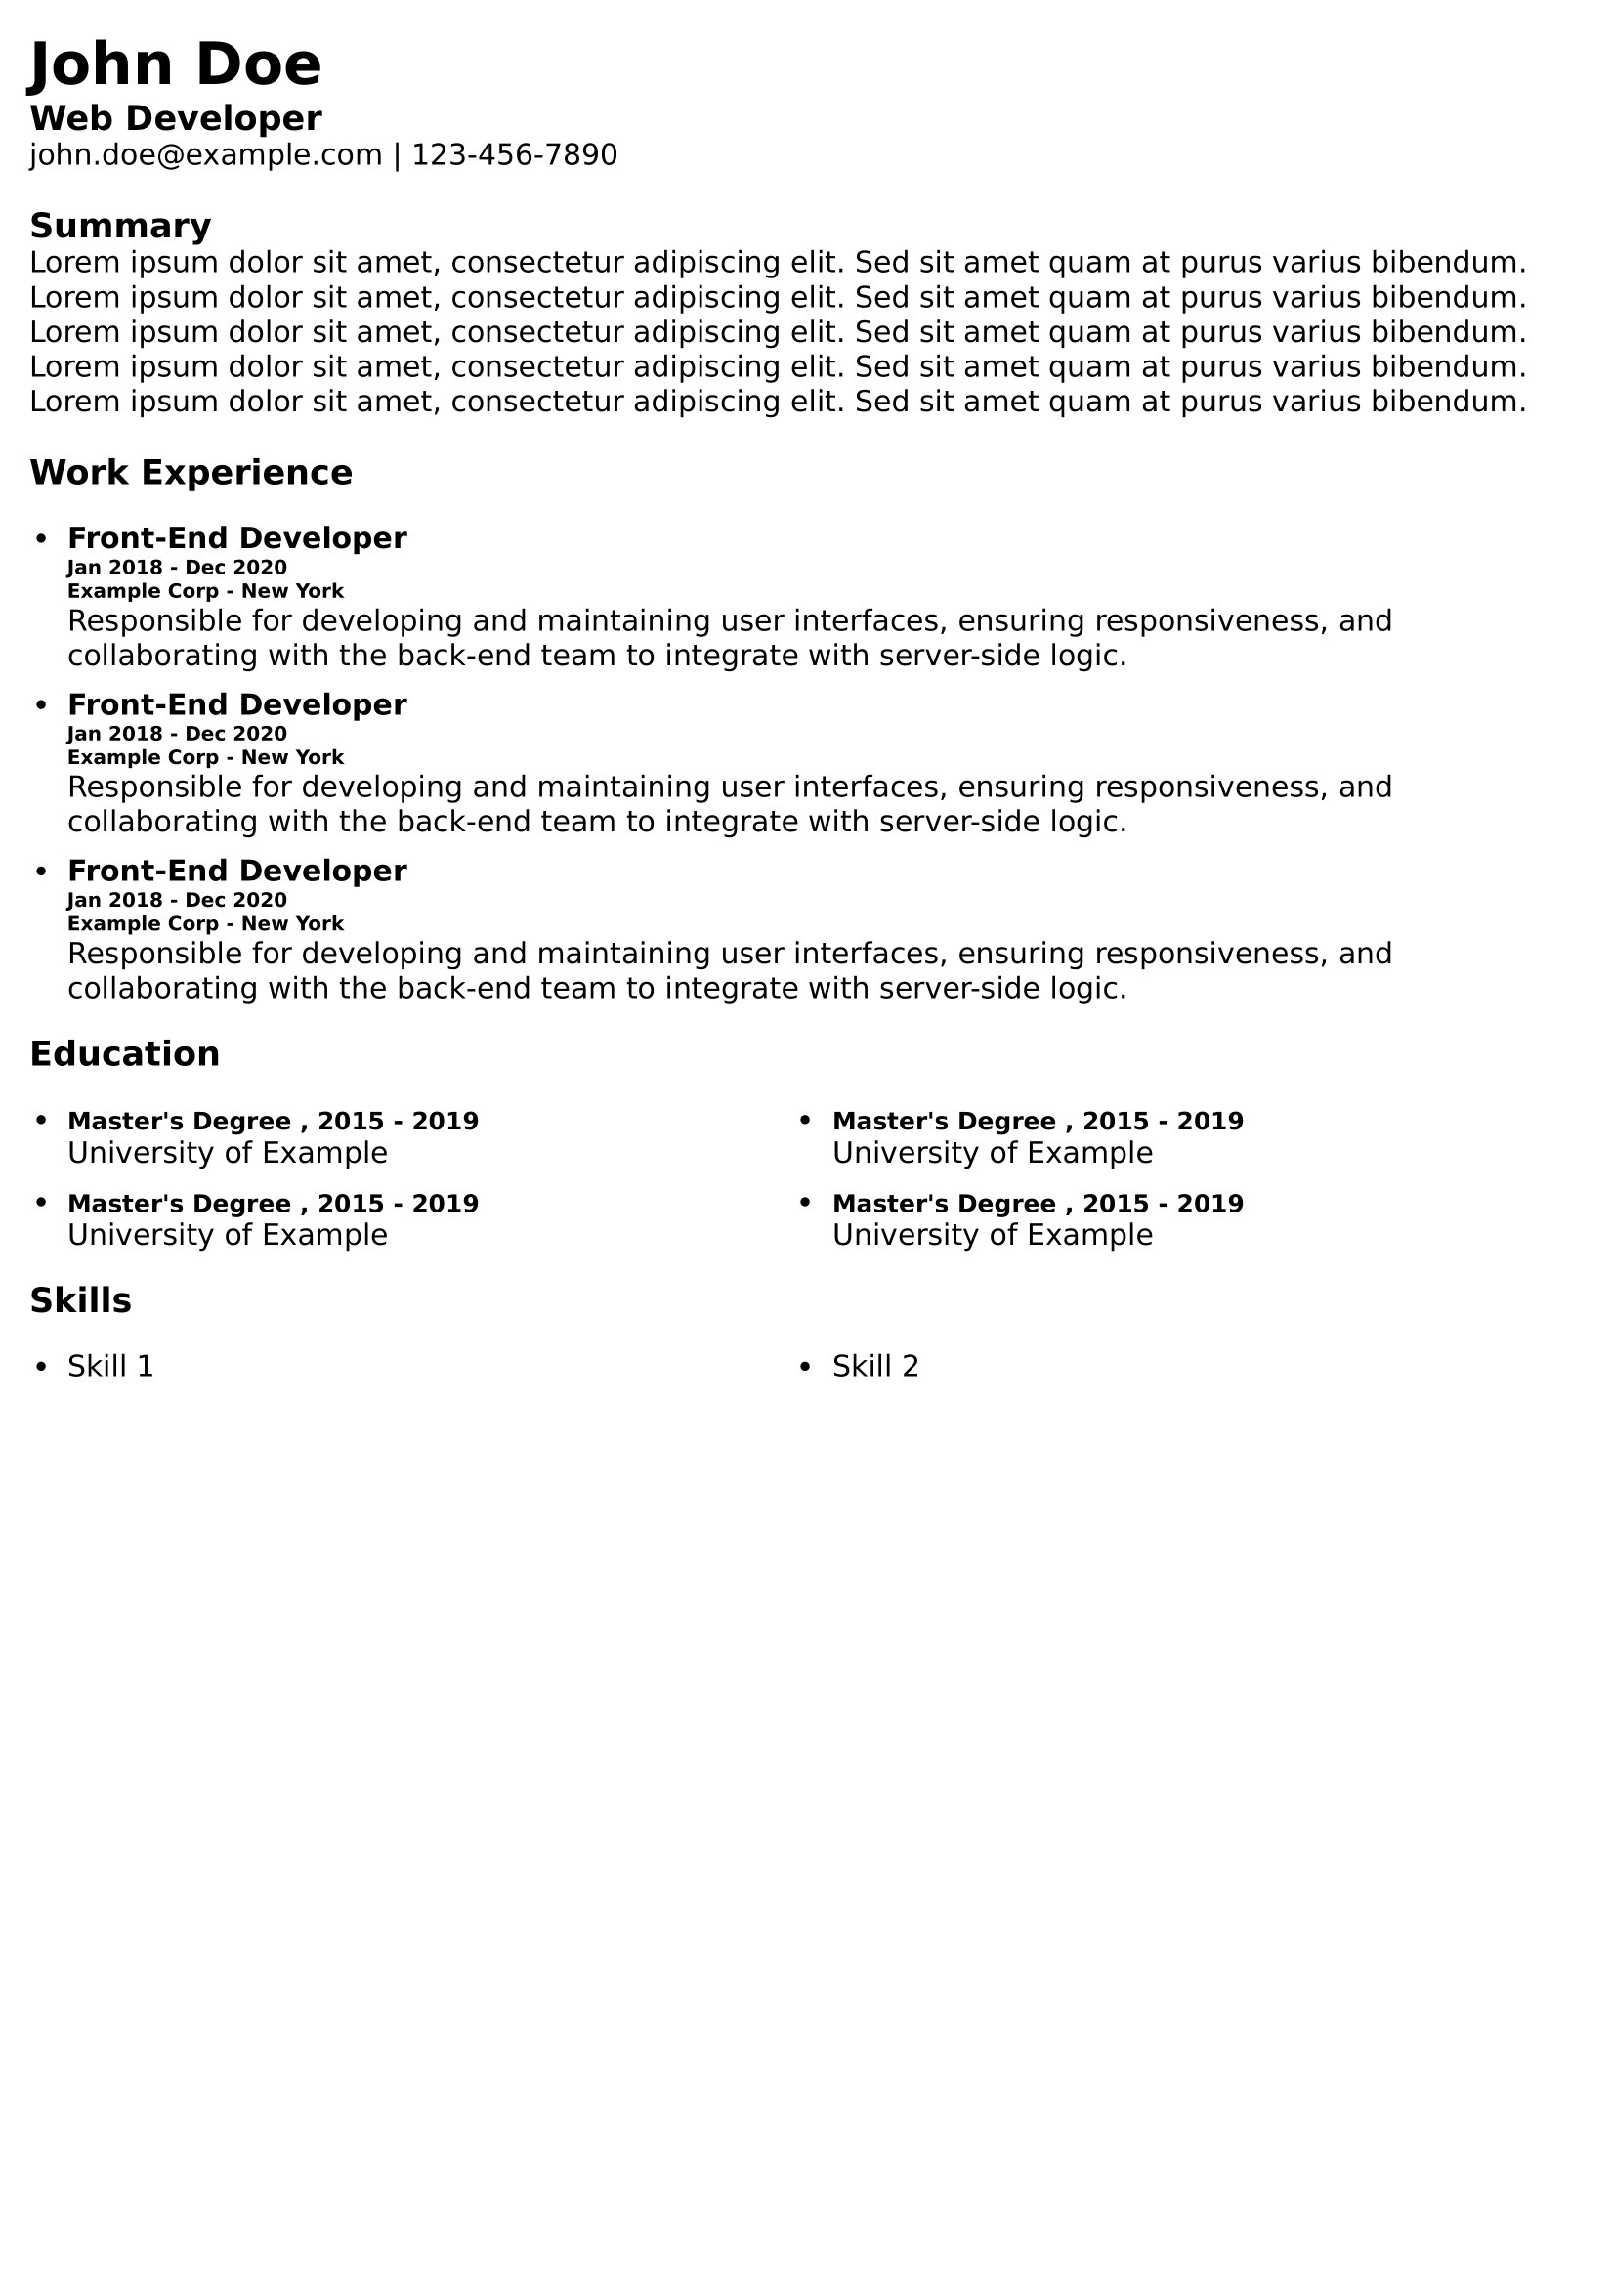 John Doe
Web Developer
john.doe@example.com | 123-456-7890
Summary
Lorem ipsum dolor sit amet, consectetur adipiscing elit. Sed sit amet quam at purus varius bibendum.
Lorem ipsum dolor sit amet, consectetur adipiscing elit. Sed sit amet quam at purus varius bibendum.
Lorem ipsum dolor sit amet, consectetur adipiscing elit. Sed sit amet quam at purus varius bibendum.
Lorem ipsum dolor sit amet, consectetur adipiscing elit. Sed sit amet quam at purus varius bibendum.
Lorem ipsum dolor sit amet, consectetur adipiscing elit. Sed sit amet quam at purus varius bibendum.
Work Experience
• Front-End Developer
Jan 2018 - Dec 2020
Example Corp - New York
Responsible for developing and maintaining user interfaces, ensuring responsiveness, and
collaborating with the back-end team to integrate with server-side logic.
• Front-End Developer
Jan 2018 - Dec 2020
Example Corp - New York
Responsible for developing and maintaining user interfaces, ensuring responsiveness, and
collaborating with the back-end team to integrate with server-side logic.
• Front-End Developer
Jan 2018 - Dec 2020
Example Corp - New York
Responsible for developing and maintaining user interfaces, ensuring responsiveness, and
collaborating with the back-end team to integrate with server-side logic.
Education
• Master's Degree , 2015 - 2019
University of Example
• Master's Degree , 2015 - 2019
University of Example
• Master's Degree , 2015 - 2019
University of Example
• Master's Degree , 2015 - 2019
University of Example
Skills
• Skill 1
• Skill 2